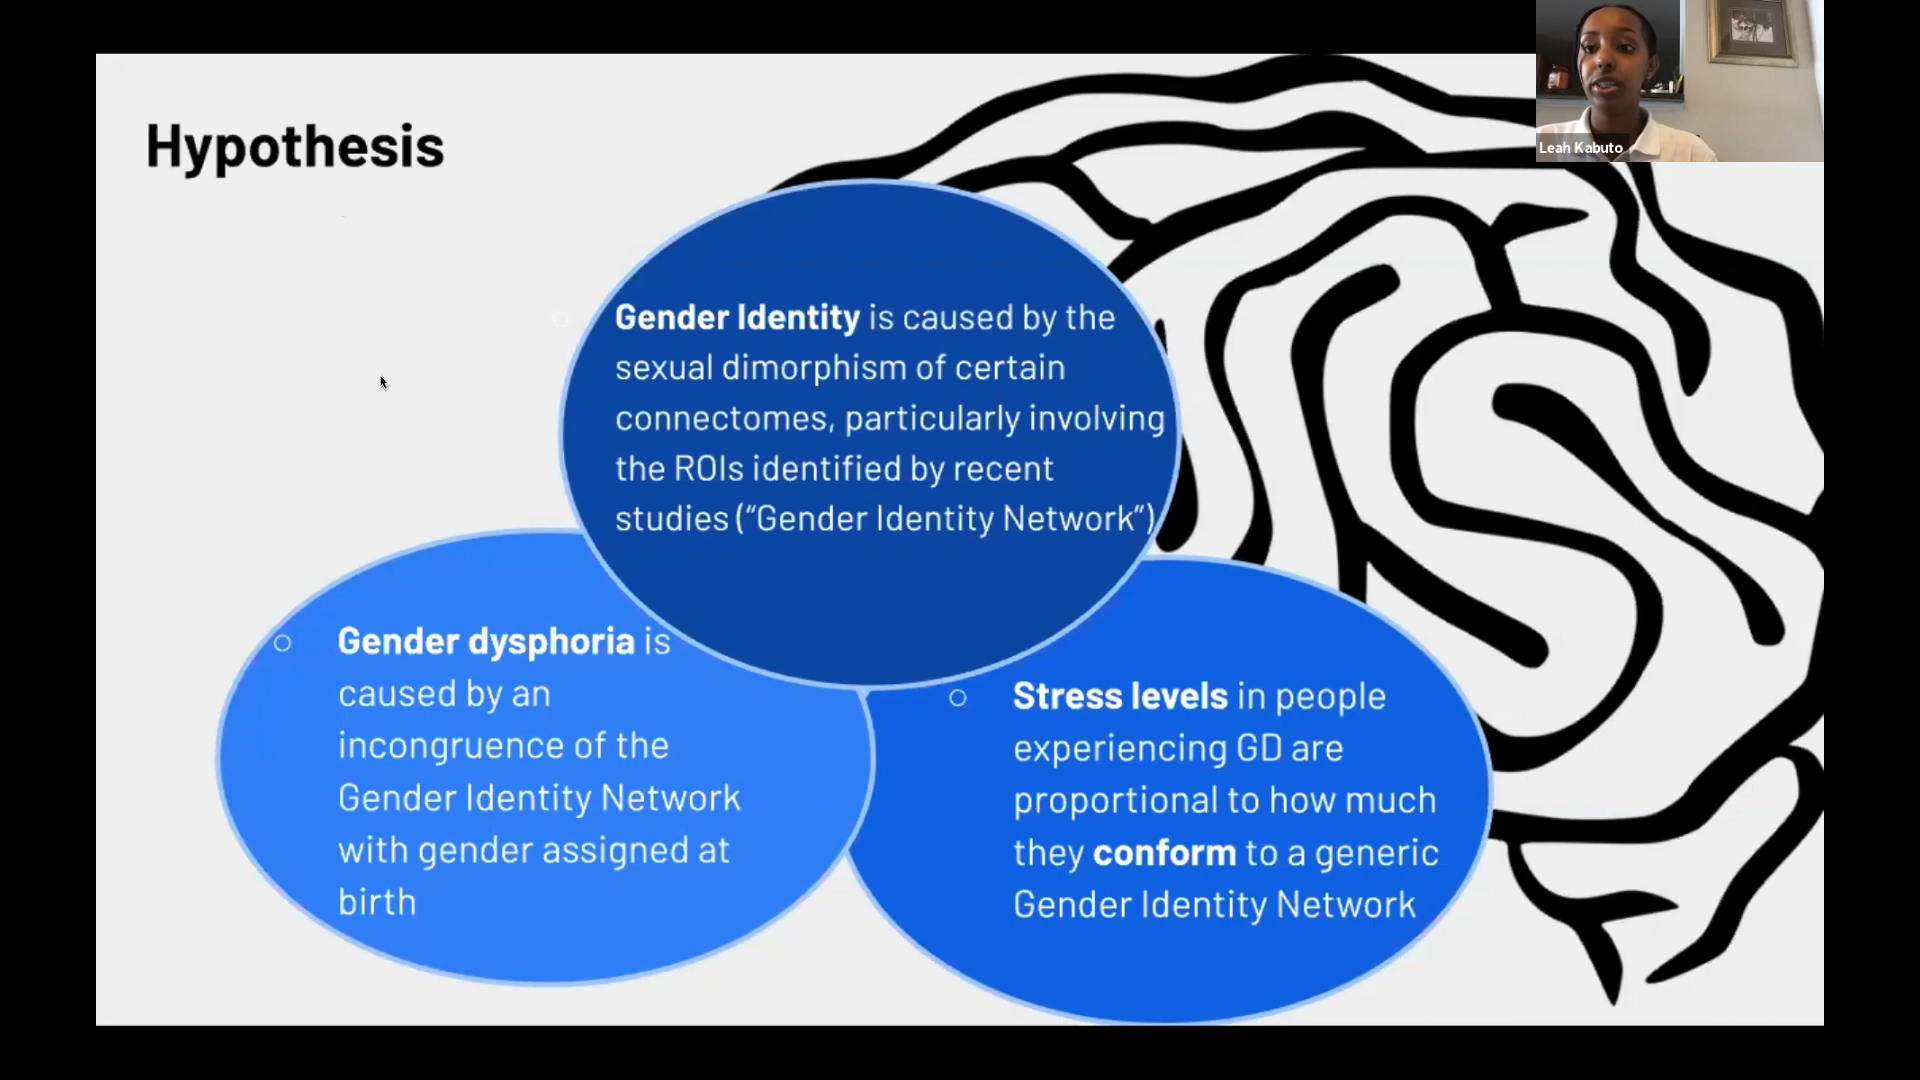 Hypothesis
Leah Kabuto
Gender Identity is caused by the
sexual dimorphism of certain
connectomes, particularly involving
the ROIs identified by recent
studies (“Gender Identity Network“)
Gender dysphoria is
caused by an
incongruence of the
Gender Identity Network
with gender assigned at
birth
Stress levels in people
experiencing GD are
proportional to how much
they conform to a generic
Gender Identity Network